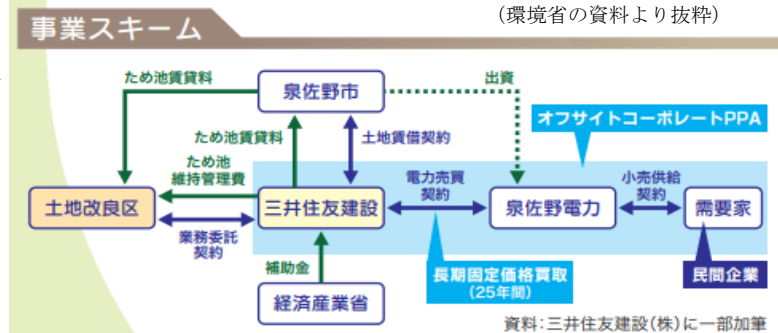 (環境省の資料より抜粋)
事業スキーム
ため池賃貸料
泉佐野市
出資
オフサイトコーポレートPPA
ため池賃貸料
土地賃借契約
ため池
維持管理費
電力売買
契約
小売供給
契約
土地改良区
三井住友建設
泉佐野電力
需要家
業務委託
契約
補助金
長期固定価格買取
(25年間)
民間企業
経済産業省
資料:三井住友建設(株)に一部加筆